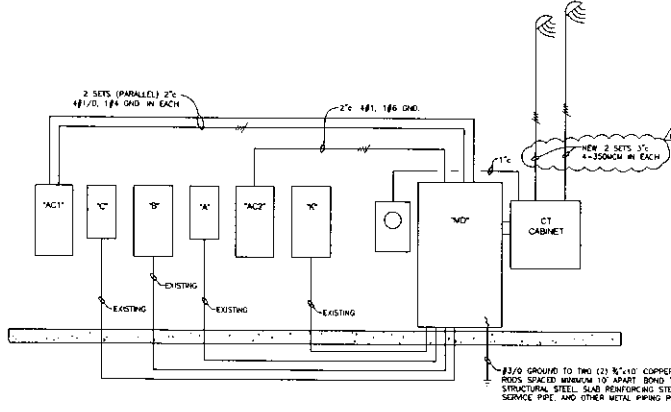 2 SETS (PARALLEL) 2"c
4#1/0, 1#4 GND. IN EACH
2"c 4#1, 1#6 GND.
NEW 2 SETS 3"c
4-350MCM IN EACH
1"c
"AC1"
"C"
"B"
"A"
"AC2"
"K"
"MD"
CT
CABINET
EXISTING
EXISTING
EXISTING
EXISTING
#3/0 GROUND TO TWO (2) ¾"x10' COPPER
RODS SPACED MINIMUM 10' APART BOND
STRUCTURAL STEEL, SLAB REINFORCING STE
SERVICE PIPE, AND OTHER METAL PIPING P